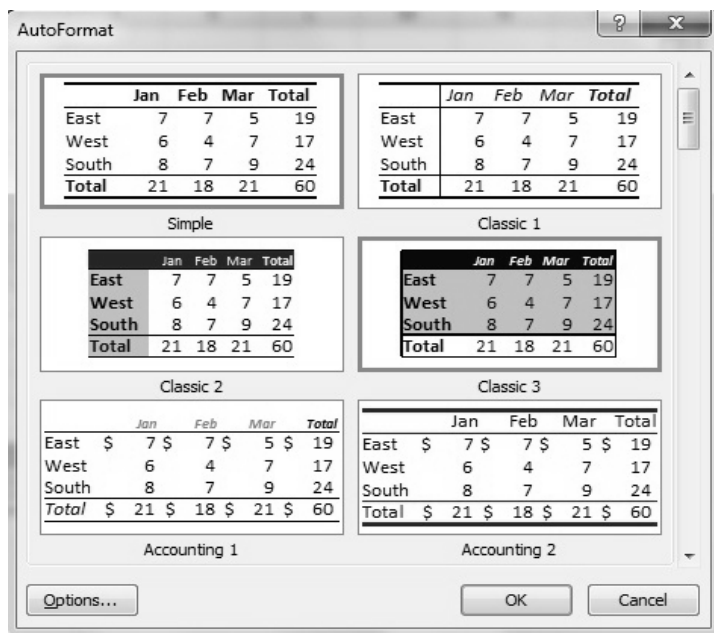 AutoFormat
Jan Feb Mar Total
East 7 7 5 19
West 6 4 7 17
South 8 7 9 24
Total 21 18 21 60
Simple
Jan Feb Mar Total
East 7 7 5 19
West 6 4 7 17
South 8 7 9 24
Total 21 18 21 60
Classic 1
Jan Feb Mar Total
East 7 7 5 19
West 6 4 7 17
South 8 7 9 24
Total 21 18 21 60
Classic 2
Jan Feb Mar Total
East 7 7 5 19
West 6 4 7 17
South 8 7 9 24
Total 21 18 21 60
Classic 3
Jan Feb Mar Total
East $ 7 $ 7 $ 5 $ 19
West 6 4 7 17
South 8 7 9 24
Total $ 21 $ 18 $ 21 $ 60
Accounting 1
Jan Feb Mar Total
East $ 7 $ 7 $ 5 $ 19
West 6 4 7 17
South 8 7 9 24
Total $ 21 $ 18 $ 21 $ 60
Accounting 2
Options...
OK
Cancel